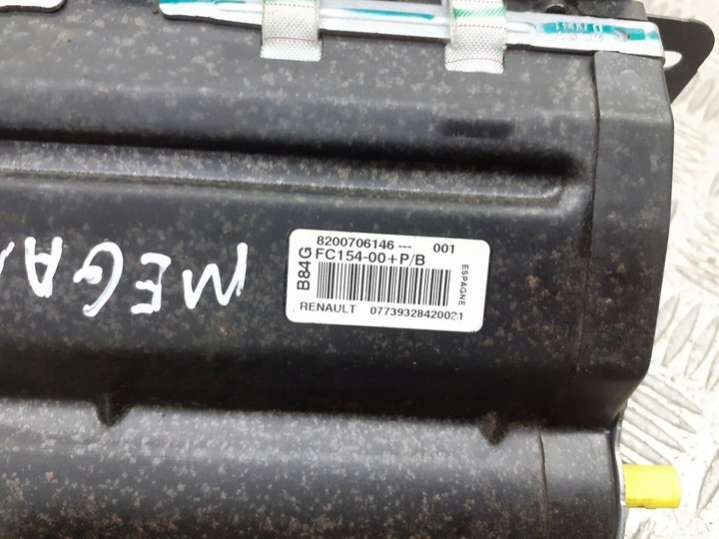 8200706146--- 001
B84G
FC154-00+P/B
ESPAGNE
RENAULT 07739328420021
MEGA